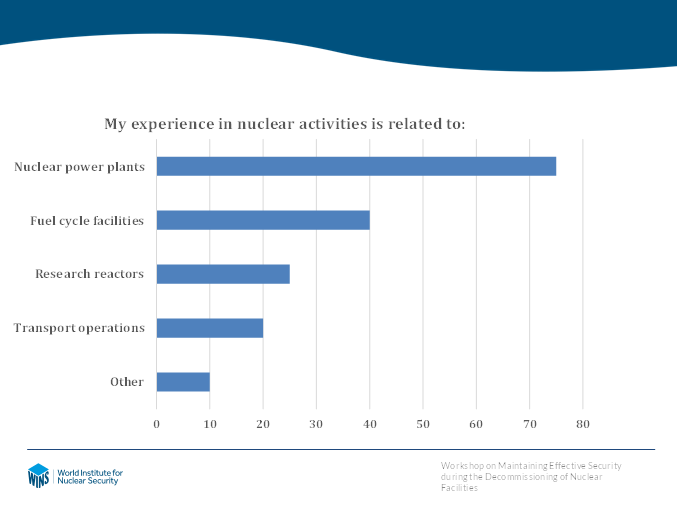 My experience in nuclear activities is related to:
Nuclear power plants
Fuel cycle facilities
Research reactors
Transport operations
Other
0 10 20 30 40 50 60 70 80
WINS
World Institute for
Nuclear Security
Workshop on Maintaining Effective Security
during the Decommissioning of Nuclear
Facilities